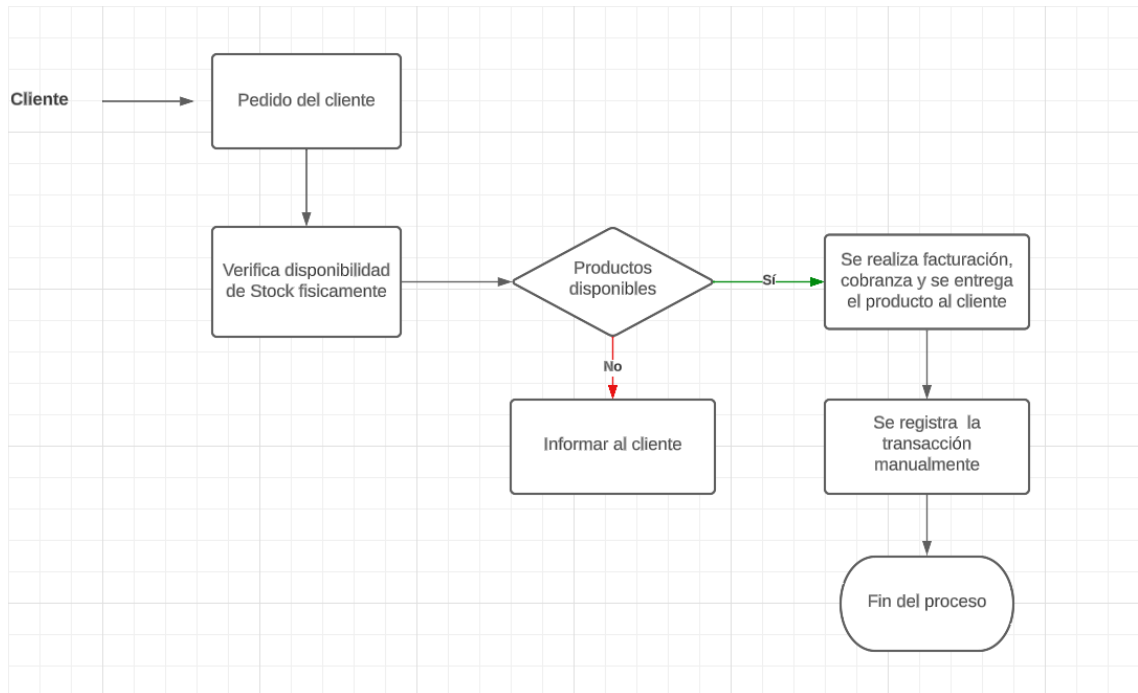 Cliente
Pedido del cliente
Verifica disponibilidad
de Stock fisicamente
Productos
disponibles
Sí
Se realiza facturación,
cobranza y se entrega
el producto al cliente
No
Informar al cliente
Se registra la
transacción
manualmente
Fin del proceso